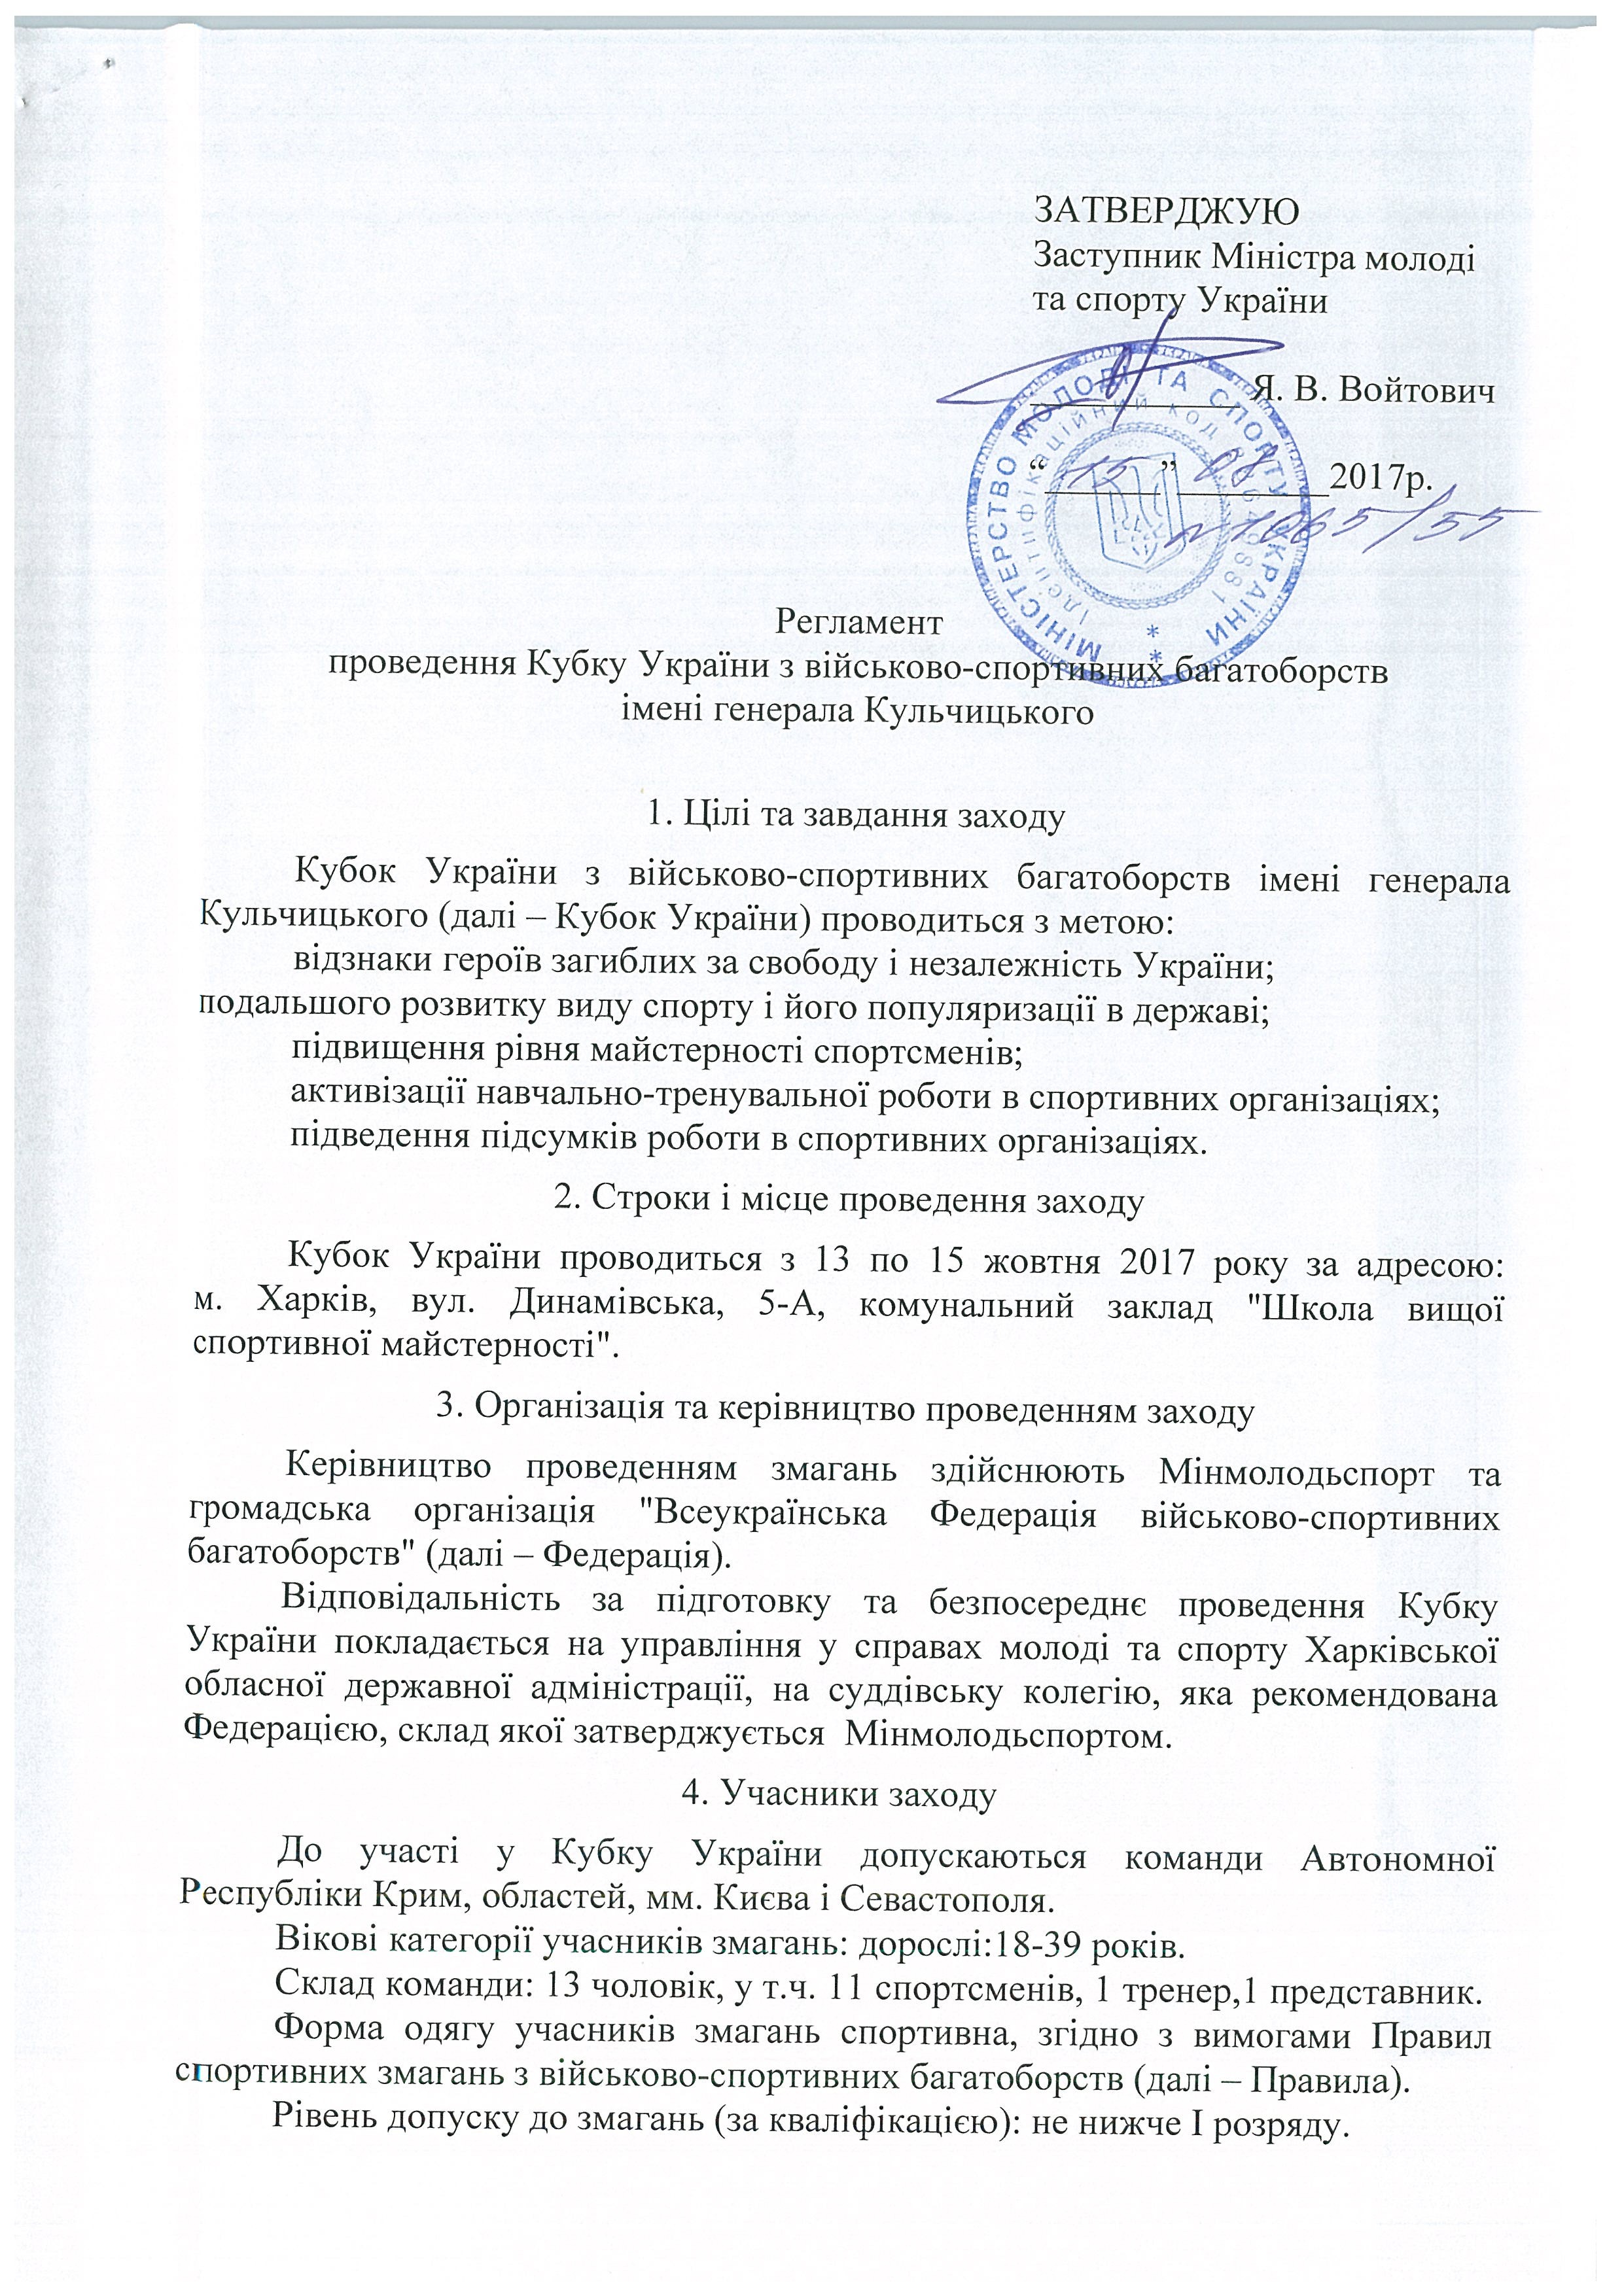 ЗАТВЕРДЖУЮ
Заступник Міністра молоді
та спорту України
Я. В. Войтович
“ 15 ” 08 2017р.
1065/55
МІНІСТЕРСТВО МОЛОДІ ТА СПОРТУ УКРАЇНИ
Ідентифікаційний код
Регламент
проведення Кубку України з військово-спортивних багатоборств
імені генерала Кульчицького
1. Цілі та завдання заходу
Кубок України з військово-спортивних багатоборств імені генерала
Кульчицького (далі – Кубок України) проводиться з метою:
відзнаки героїв загиблих за свободу і незалежність України;
подальшого розвитку виду спорту і його популяризації в державі;
підвищення рівня майстерності спортсменів;
активізації навчально-тренувальної роботи в спортивних організаціях;
підведення підсумків роботи в спортивних організаціях.
2. Строки і місце проведення заходу
Кубок України проводиться з 13 по 15 жовтня 2017 року за адресою:
м. Харків, вул. Динамівська, 5-А, комунальний заклад "Школа вищої
спортивної майстерності".
3. Організація та керівництво проведенням заходу
Керівництво проведенням змагань здійснюють Мінмолодьспорт та
громадська організація "Всеукраїнська Федерація військово-спортивних
багатоборств" (далі – Федерація).
Відповідальність за підготовку та безпосереднє проведення Кубку
України покладається на управління у справах молоді та спорту Харківської
обласної державної адміністрації, на суддівську колегію, яка рекомендована
Федерацією, склад якої затверджується Мінмолодьспортом.
4. Учасники заходу
До участі у Кубку України допускаються команди Автономної
Республіки Крим, областей, мм. Києва і Севастополя.
Вікові категорії учасників змагань: дорослі:18-39 років.
Склад команди: 13 чоловік, у т.ч. 11 спортсменів, 1 тренер,1 представник.
Форма одягу учасників змагань спортивна, згідно з вимогами Правил
спортивних змагань з військово-спортивних багатоборств (далі – Правила).
Рівень допуску до змагань (за кваліфікацією): не нижче І розряду.